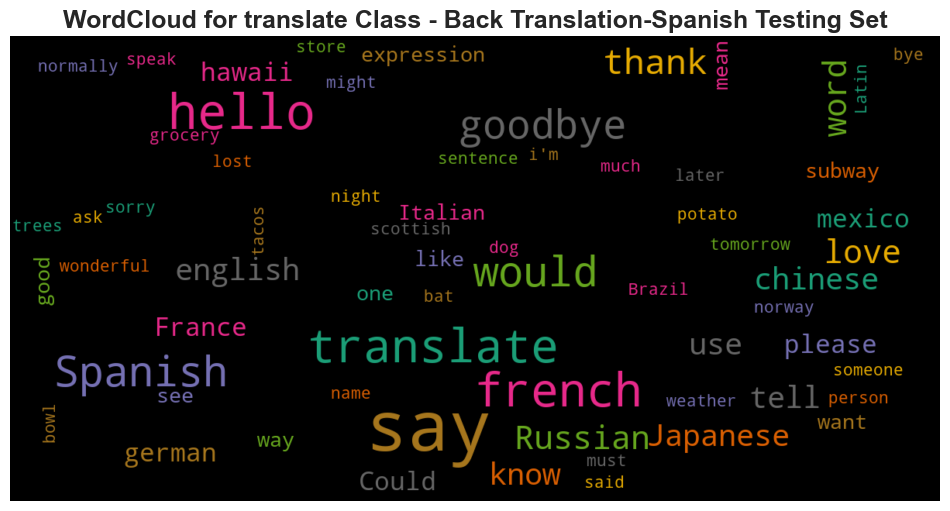 WordCloud for translate Class - Back Translation-Spanish Testing Set
store
expression
thank
mean
bye
normally
speak
hawaii
might
word
Latin
hello
goodbye
grocery
lost
sentence
i'm
much
later
subway
night
trees
ask
sorry
tacos
Italian
scottish
potato
mexico
dog
tomorrow
love
good
wonderful
english
like
would
chinese
one
bat
Brazil
norway
France
translate
use
please
Spanish
see
name
french
someone
weather
tell
person
bowl
say
want
german
way
Russian
Japanese
must
Could
know
said